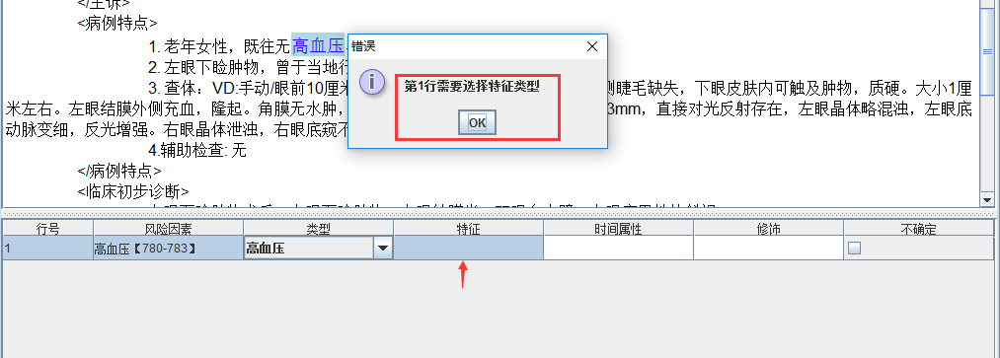 </主诉>
<病例特点>
1. 老年女性，既往无高血压
2. 左眼下睑肿物，曾于当地行
3. 查体：VD:手动/眼前10厘米 侧睫毛缺失，下眼皮肤内可触及肿物，质硬。大小1厘
米左右。左眼结膜外侧充血，隆起。角膜无水肿， 3mm，直接对光反射存在，左眼晶体略混浊，左眼底
动脉变细，反光增强。右眼晶体泄浊，右眼底窥不
4.辅助检查: 无
</病例特点>
<临床初步诊断>
错误
第1行需要选择特征类型
OK
行号 风险因素 类型 特征 时间属性 修饰 不确定
1 高血压【780-783】 高血压